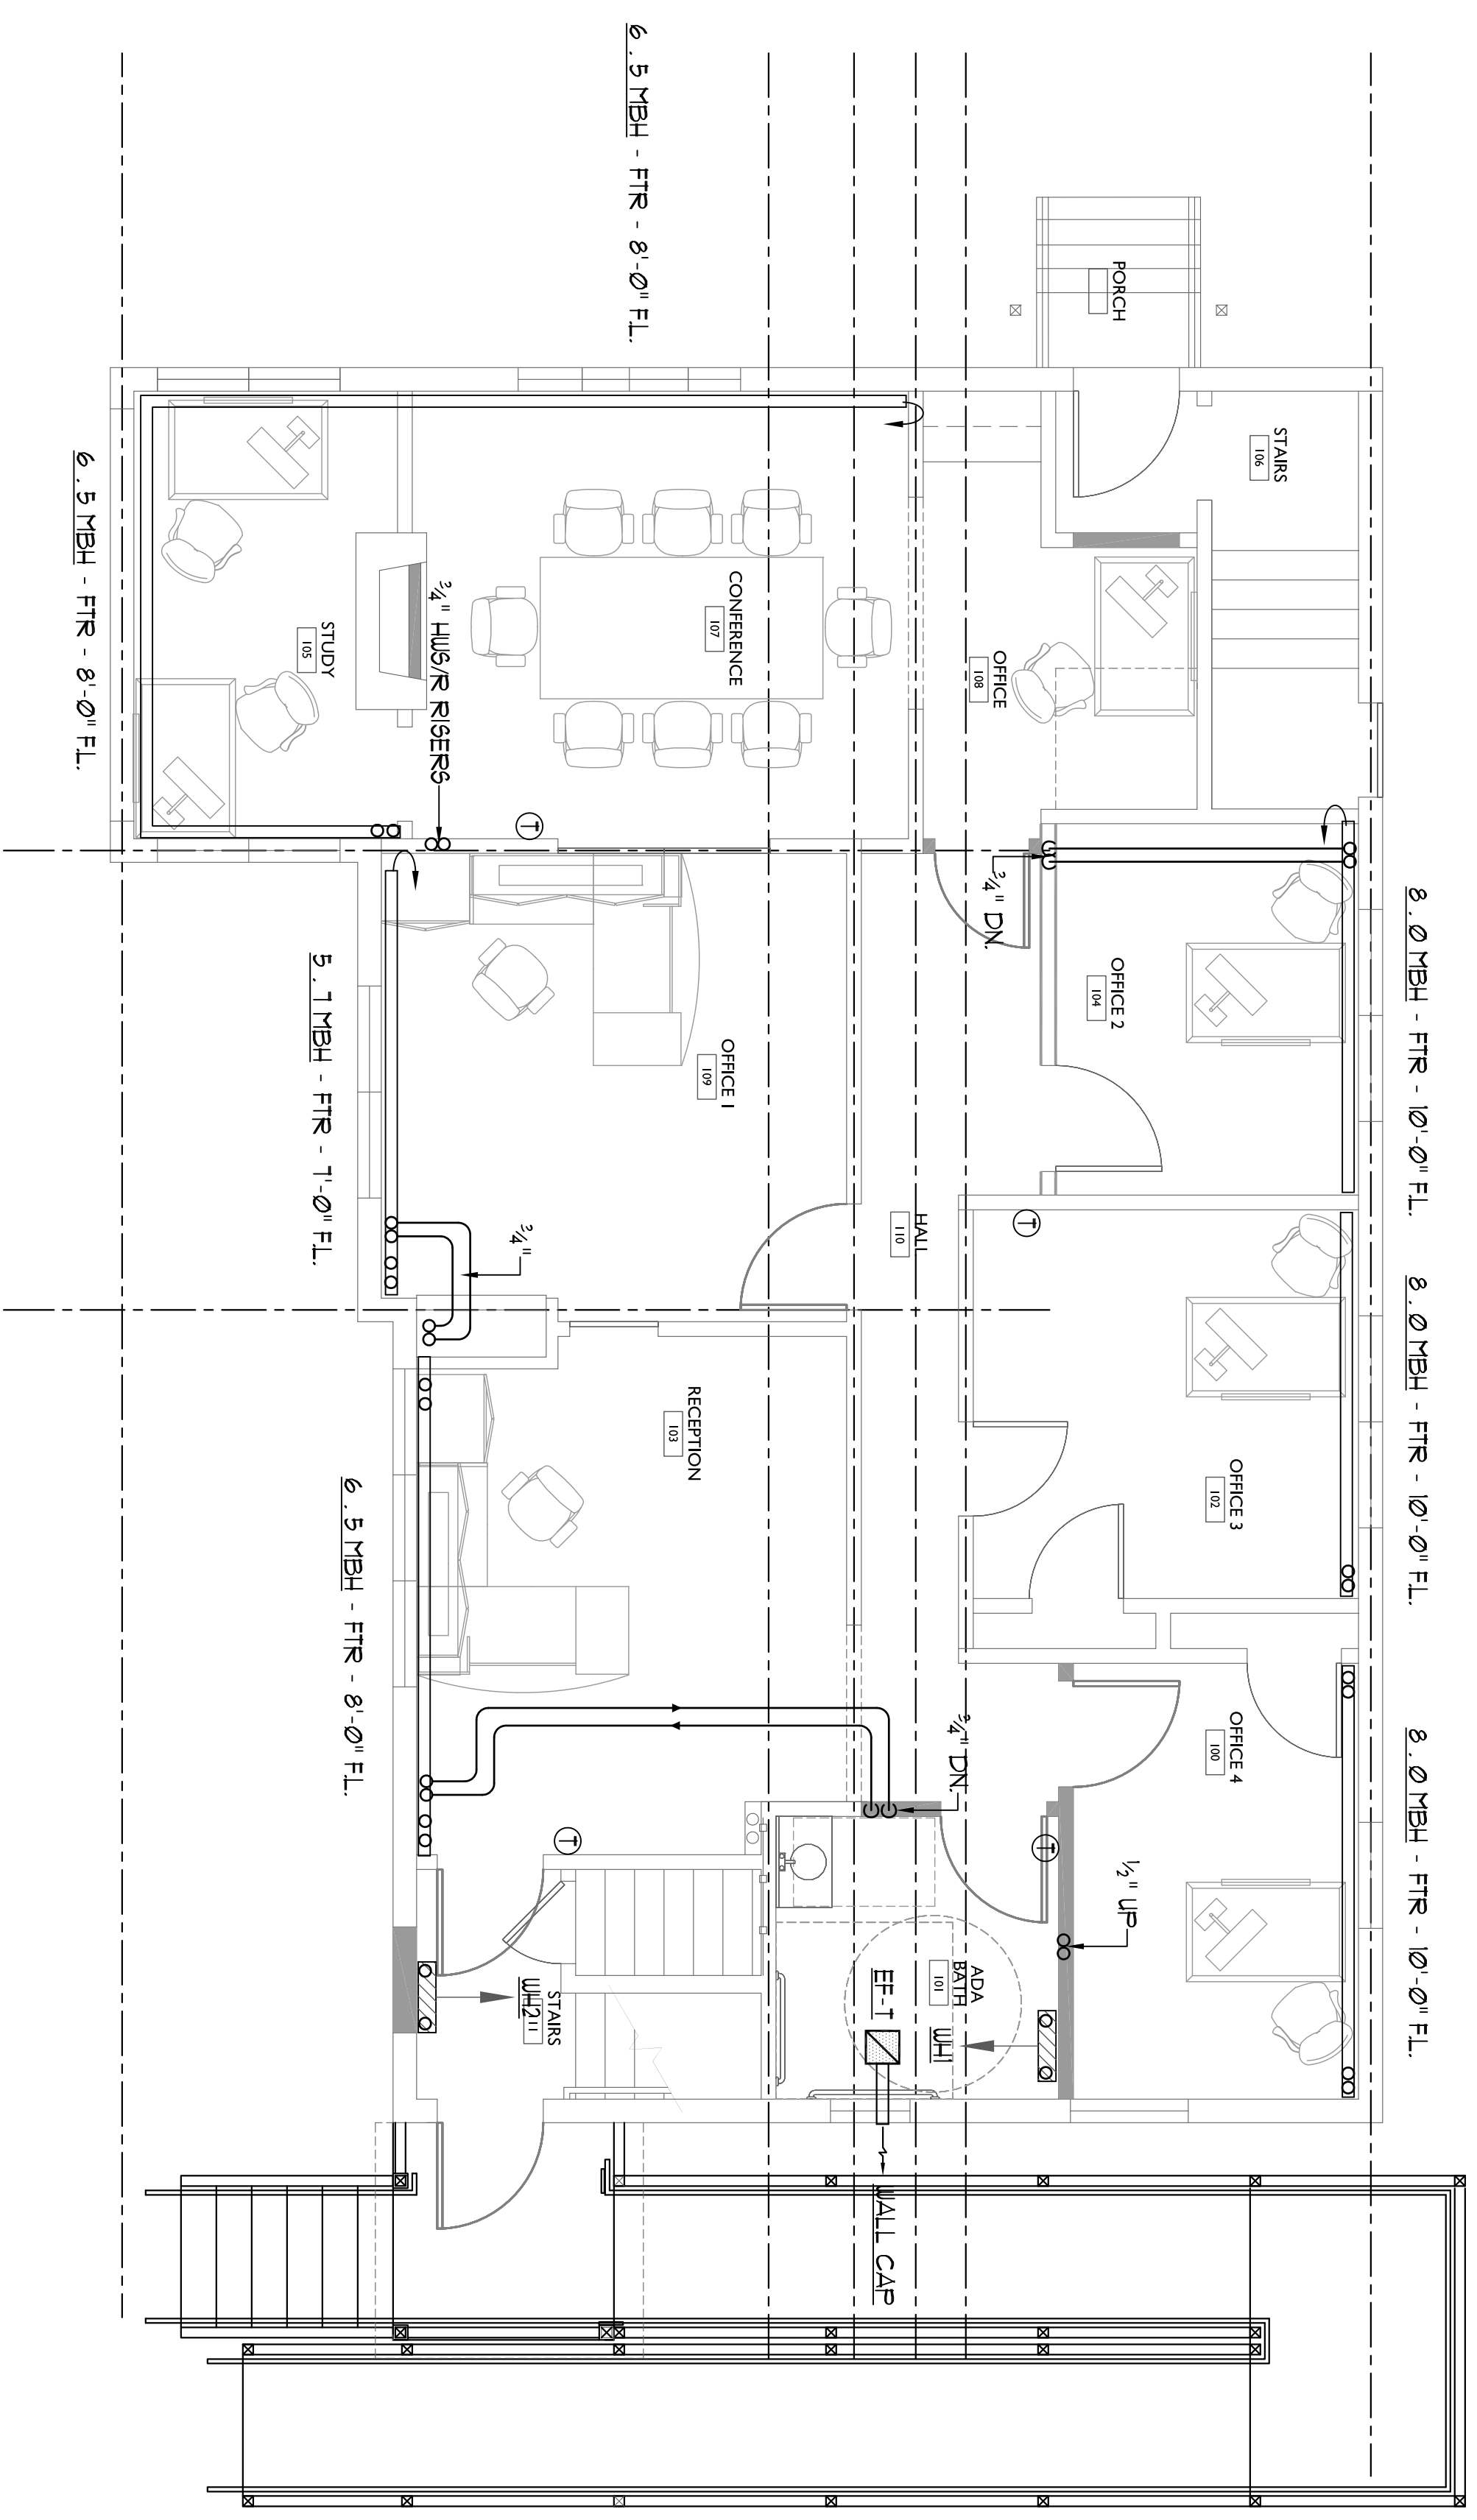 8.0 MBH - FTR - 10'-0" F.L.
8.0 MBH - FTR - 10'-0" F.L.
8.0 MBH - FTR - 10'-0" F.L.
STAIRS
106
PORCH
OFFICE 3
102
OFFICE 4
100
OFFICE 2
104
1/2" UP
T
T
OFFICE
108
3/4" DN.
3/4" DN.
ADA
BATH
101
WH1
HALL
110
EF-7
WALL CAP
CONFERENCE
107
OFFICE 1
109
RECEPTION
103
6.5 MBH - FTR - 8'-0" F.L.
T
T
3/4"
STAIRS
111
WH2
3/4" HWS/R RISERS
STUDY
105
5.7 MBH - FTR - 7'-0" F.L.
6.5 MBH - FTR - 8'-0" F.L.
6.5 MBH - FTR - 8'-0" F.L.